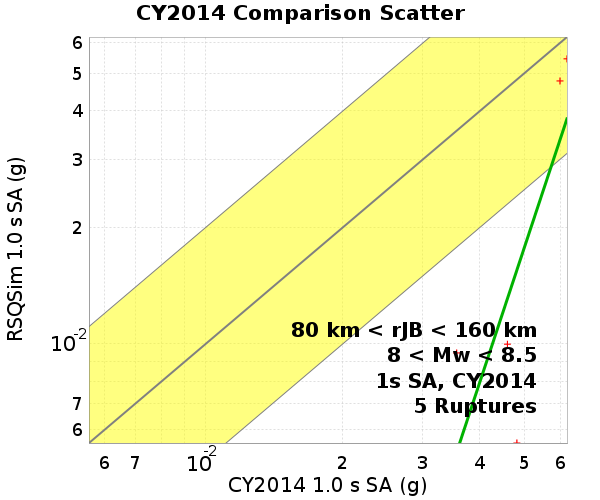 CY2014 Comparison Scatter
6
5
4
3
2
10-2
7
6
RSQSim 1.0 s SA (g)
80 km < rJB < 160 km
8 < Mw < 8.5
1s SA, CY2014
5 Ruptures
6 7 10-2 2 3 4 5 6
CY2014 1.0 s SA (g)